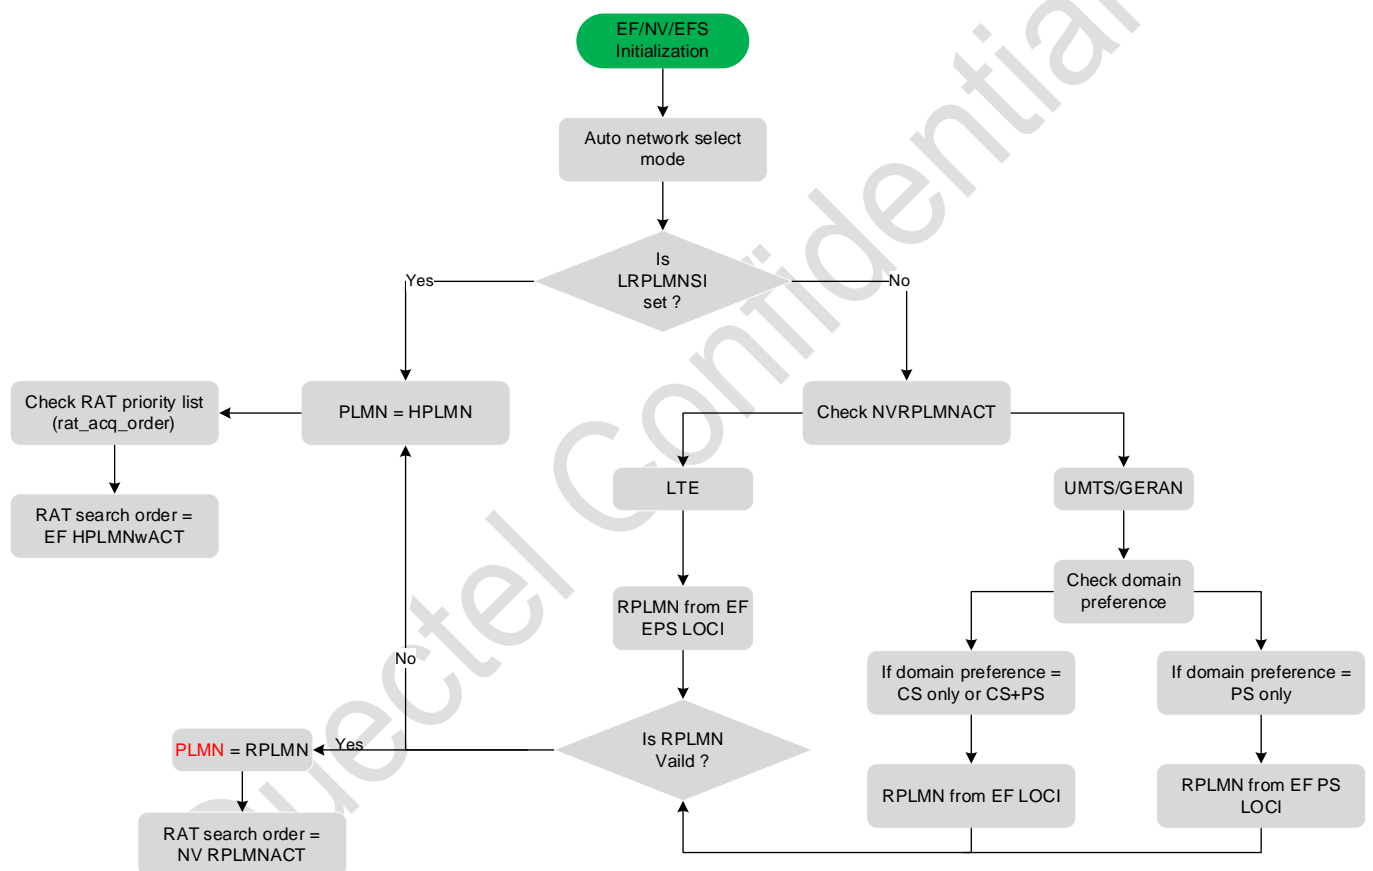 EF/NV/EFS
Initialization
Auto network select
mode
Is
LRPLMNSI
set ?
Yes
No
Check RAT priority list
(rat_acq_order)
PLMN = HPLMN
Check NVRPLMNACT
RAT search order =
EF HPLMNwACT
LTE
UMTS/GERAN
Check domain
preference
RPLMN from EF
EPS LOCI
No
If domain preference =
CS only or CS+PS
If domain preference =
PS only
PLMN = RPLMN
Yes
Is RPLMN
Vaild ?
RPLMN from EF LOCI
RPLMN from EF PS
LOCI
RAT search order =
NV RPLMNACT
Quectel Confidential